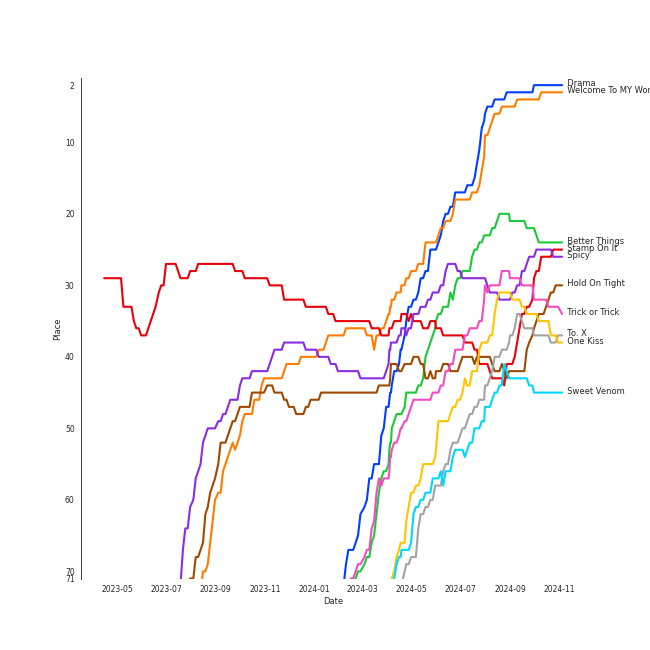 2
10
20
30
40
50
60
70
71
Place
2023-05
2023-07
2023-09
2023-11
2024-01
2024-03
2024-05
2024-07
2024-09
2024-11
Date
Drama
Welcome To MY Wor
Better Things
Stamp On It
Spicy
Hold On Tight
Trick or Trick
To. X
One Kiss
Sweet Venom